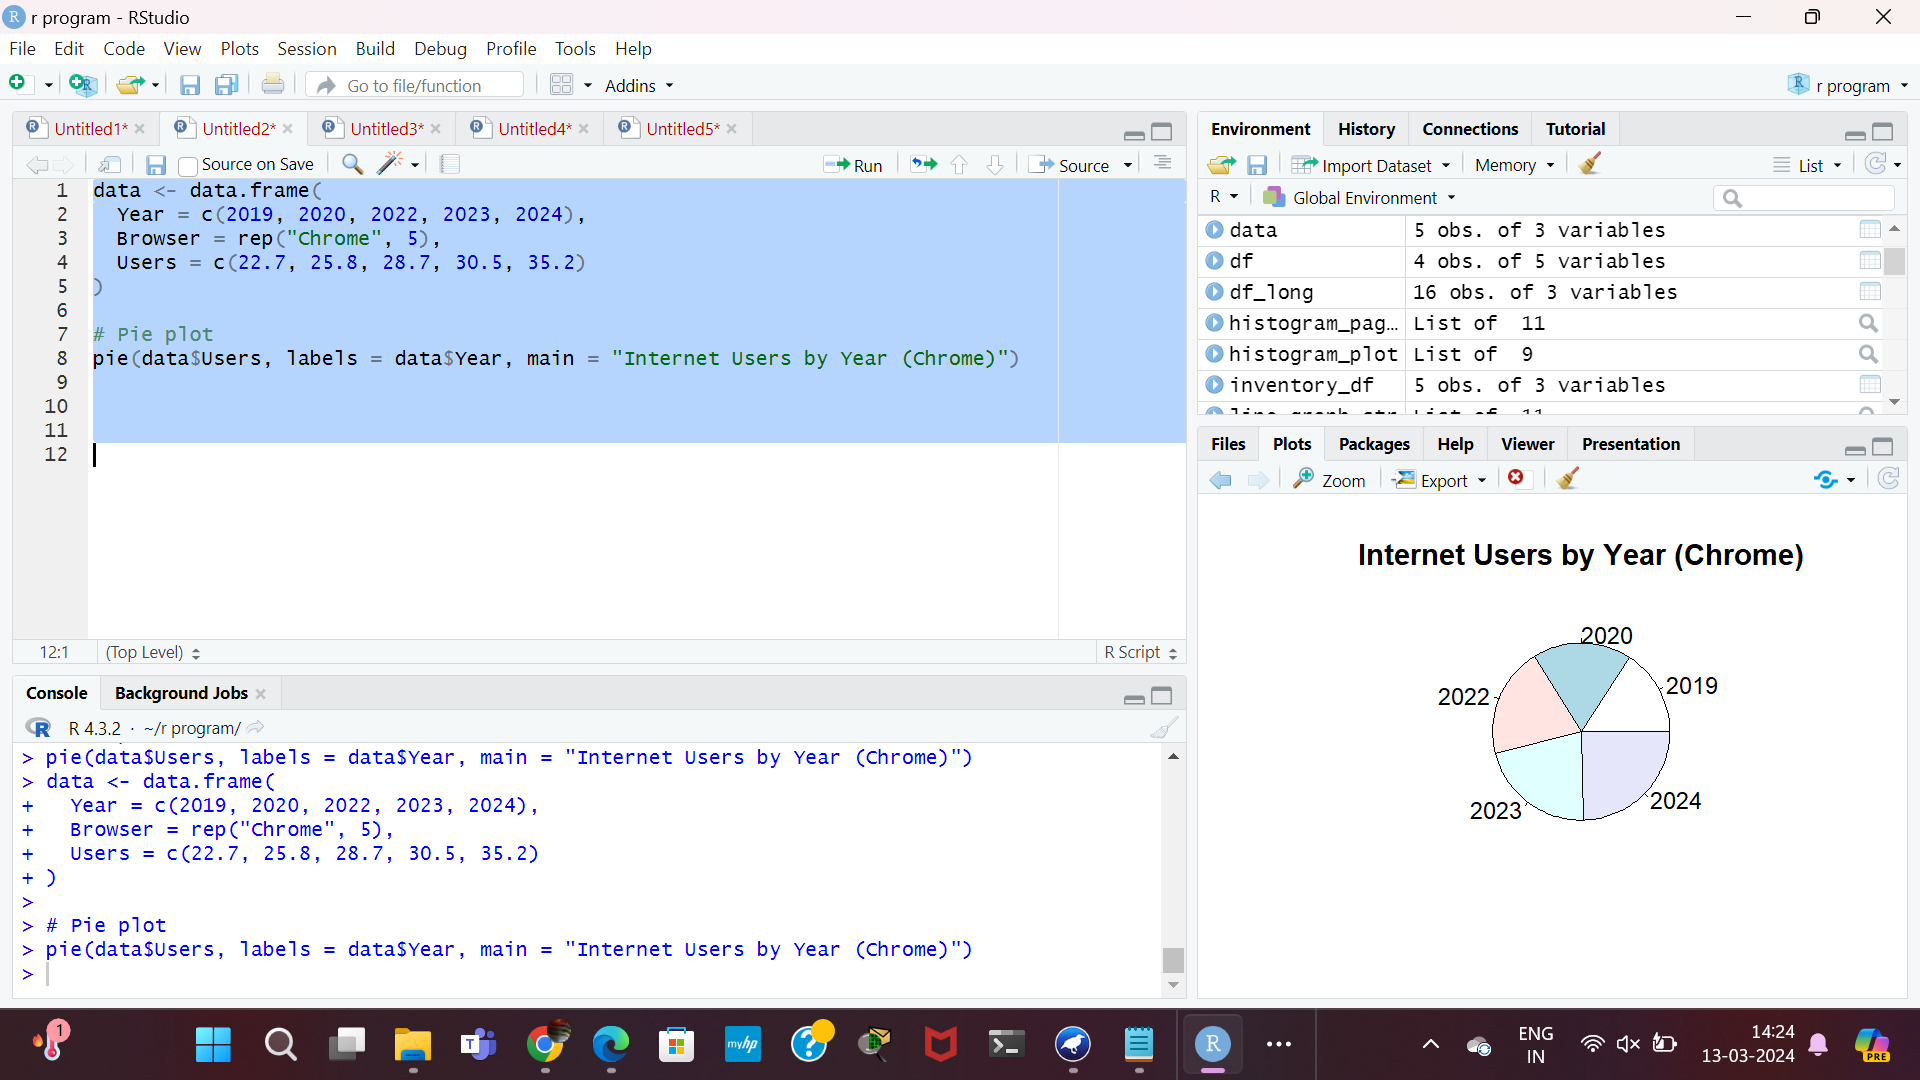 r program - RStudio
File Edit Code View Plots Session Build Debug Profile Tools Help
Go to file/function Addins r program
Untitled1* Untitled2* Untitled3* Untitled4* Untitled5*
Source on Save Run Source
1 data <- data.frame(
2 Year = c(2019, 2020, 2022, 2023, 2024),
3 Browser = rep("Chrome", 5),
4 Users = c(22.7, 25.8, 28.7, 30.5, 35.2)
5 )
6
7 # Pie plot
8 pie(data$Users, labels = data$Year, main = "Internet Users by Year (Chrome)")
9
10
11
12
12:1 (Top Level) R Script
Console Background Jobs
R 4.3.2 · ~/r program/
> pie(data$Users, labels = data$Year, main = "Internet Users by Year (Chrome)")
> data <- data.frame(
+ Year = c(2019, 2020, 2022, 2023, 2024),
+ Browser = rep("Chrome", 5),
+ Users = c(22.7, 25.8, 28.7, 30.5, 35.2)
+ )
>
> # Pie plot
> pie(data$Users, labels = data$Year, main = "Internet Users by Year (Chrome)")
>
Environment History Connections Tutorial
Import Dataset Memory List
R Global Environment
data 5 obs. of 3 variables
df 4 obs. of 5 variables
df_long 16 obs. of 3 variables
histogram_pag… List of 11
histogram_plot List of 9
inventory_df 5 obs. of 3 variables
Files Plots Packages Help Viewer Presentation
Zoom Export
Internet Users by Year (Chrome)
2020
2019
2022
2023
2024
1
myhp
ENG
IN
14:24
13-03-2024
PRE